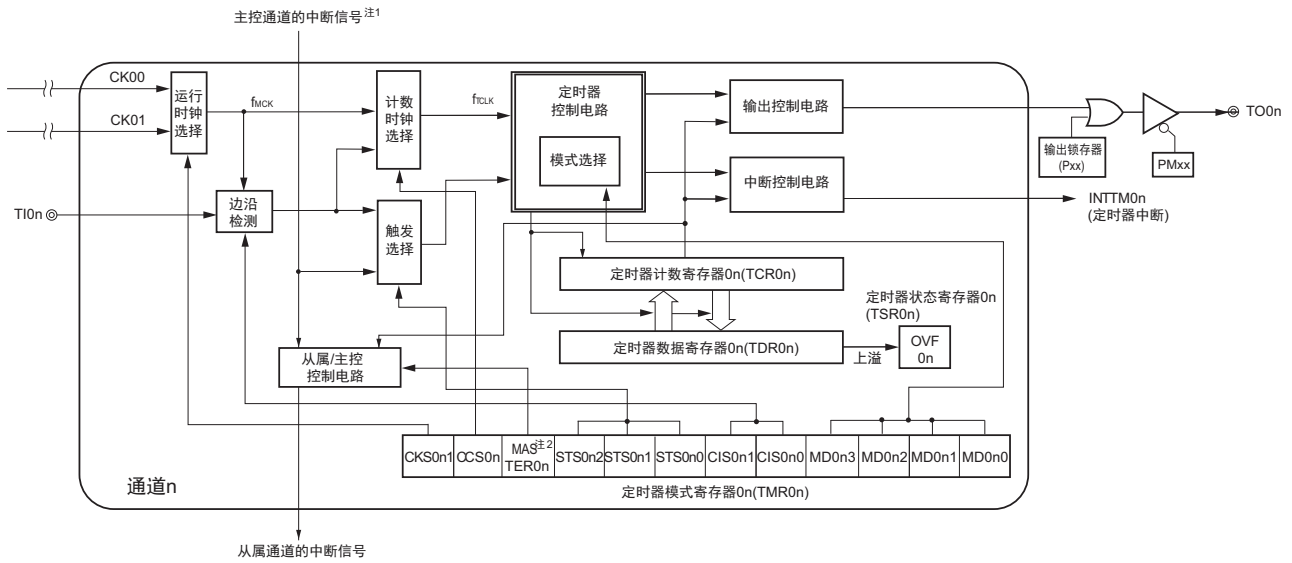 主控通道的中断信号注1
CK00
CK01
运行
时钟
选择
fMCK
计数
时钟
选择
fTCLK
定时器
控制电路
模式选择
输出控制电路
TO0n
输出锁存器
(Pxx)
PMxx
中断控制电路
INTTM0n
(定时器中断)
TI0n
边沿
检测
触发
选择
定时器计数寄存器0n(TCR0n)
定时器状态寄存器0n
(TSR0n)
定时器数据寄存器0n(TDR0n)
上溢
OVF
0n
从属/主控
控制电路
CKS0n1
CCS0n
MAS注2
TER0n
STS0n2
STS0n1
STS0n0
CIS0n1
CIS0n0
MD0n3
MD0n2
MD0n1
MD0n0
通道n
定时器模式寄存器0n(TMR0n)
从属通道的中断信号